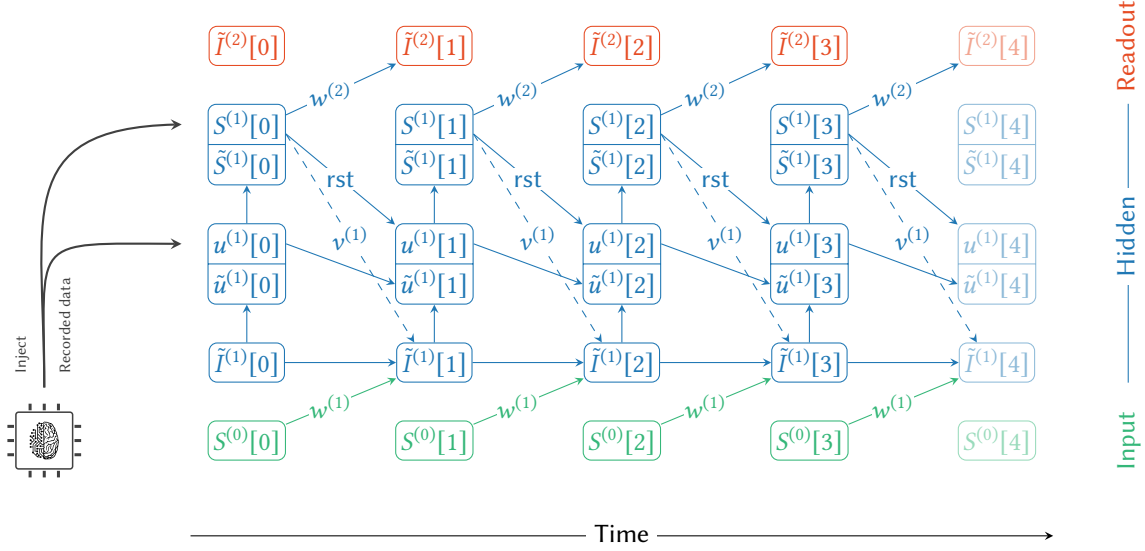 Ĩ⁽²⁾[0] Ĩ⁽²⁾[1] Ĩ⁽²⁾[2] Ĩ⁽²⁾[3] Ĩ⁽²⁾[4]
w⁽²⁾ w⁽²⁾ w⁽²⁾ w⁽²⁾
S⁽¹⁾[0] S⁽¹⁾[1] S⁽¹⁾[2] S⁽¹⁾[3] S⁽¹⁾[4]
S̃⁽¹⁾[0] S̃⁽¹⁾[1] S̃⁽¹⁾[2] S̃⁽¹⁾[3] S̃⁽¹⁾[4]
rst rst rst rst
v⁽¹⁾ v⁽¹⁾ v⁽¹⁾ v⁽¹⁾
u⁽¹⁾[0] u⁽¹⁾[1] u⁽¹⁾[2] u⁽¹⁾[3] u⁽¹⁾[4]
ũ⁽¹⁾[0] ũ⁽¹⁾[1] ũ⁽¹⁾[2] ũ⁽¹⁾[3] ũ⁽¹⁾[4]
Ĩ⁽¹⁾[0] Ĩ⁽¹⁾[1] Ĩ⁽¹⁾[2] Ĩ⁽¹⁾[3] Ĩ⁽¹⁾[4]
w⁽¹⁾ w⁽¹⁾ w⁽¹⁾ w⁽¹⁾
S⁽⁰⁾[0] S⁽⁰⁾[1] S⁽⁰⁾[2] S⁽⁰⁾[3] S⁽⁰⁾[4]
Inject
Recorded data
Readout
Hidden
Input
Time